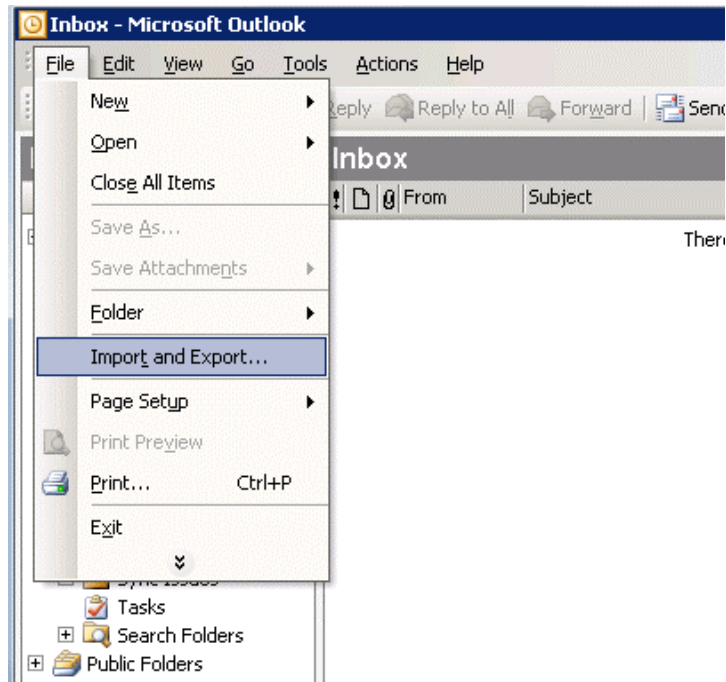 Inbox - Microsoft Outlook
File Edit View Go Tools Actions Help
New
Reply to All Forward Send
Open
Inbox
Close All Items
From Subject
Save As...
There
Save Attachments
Folder
Import and Export...
Page Setup
Print Preview
Print... Ctrl+P
Exit
Tasks
Search Folders
Public Folders